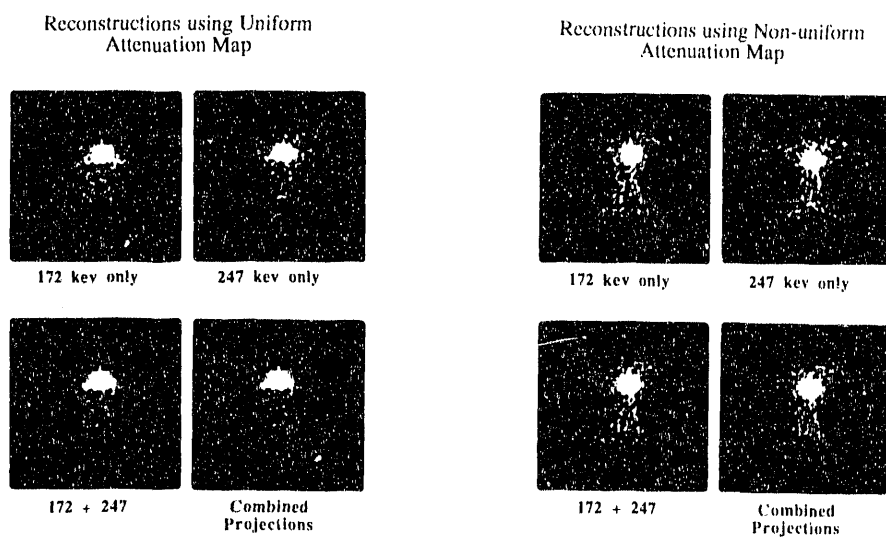 Reconstructions using Uniform
Attenuation Map
172 kev only
247 kev only
172 + 247
Combined
Projections
Reconstructions using Non-uniform
Attenuation Map
172 kev only
247 kev only
172 + 247
Combined
Projections